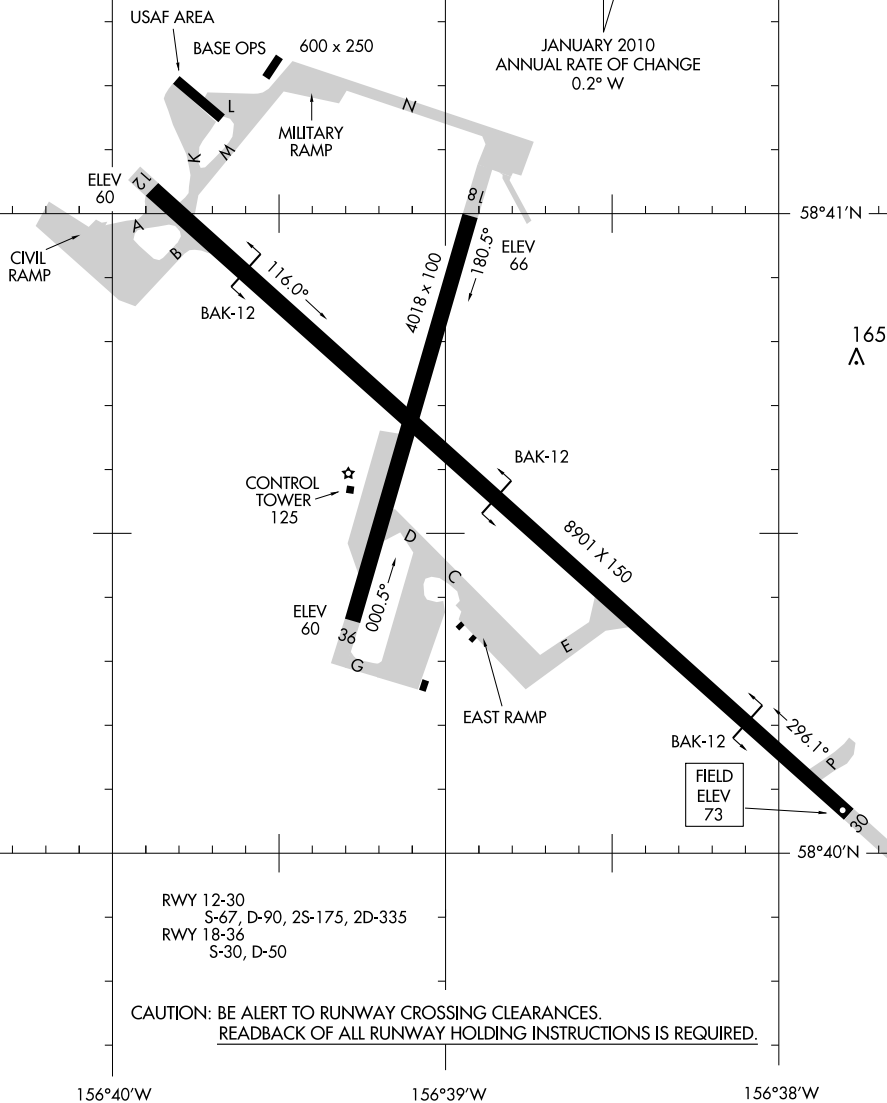 USAF AREA
BASE OPS
600 x 250
JANUARY 2010
ANNUAL RATE OF CHANGE
0.2° W
L
N
MILITARY
RAMP
K
M
12
ELEV
60
18
58°41'N
A
B
CIVIL
RAMP
ELEV
66
180.5°
4018 x 100
116.0°
BAK-12
165
BAK-12
CONTROL
TOWER
125
D
8901 X 150
C
000.5°
ELEV
60
36
G
E
EAST RAMP
296.1°
BAK-12
P
FIELD
ELEV
73
30
58°40'N
RWY 12-30
S-67, D-90, 2S-175, 2D-335
RWY 18-36
S-30, D-50
CAUTION: BE ALERT TO RUNWAY CROSSING CLEARANCES.
READBACK OF ALL RUNWAY HOLDING INSTRUCTIONS IS REQUIRED.
156°40'W
156°39'W
156°38'W